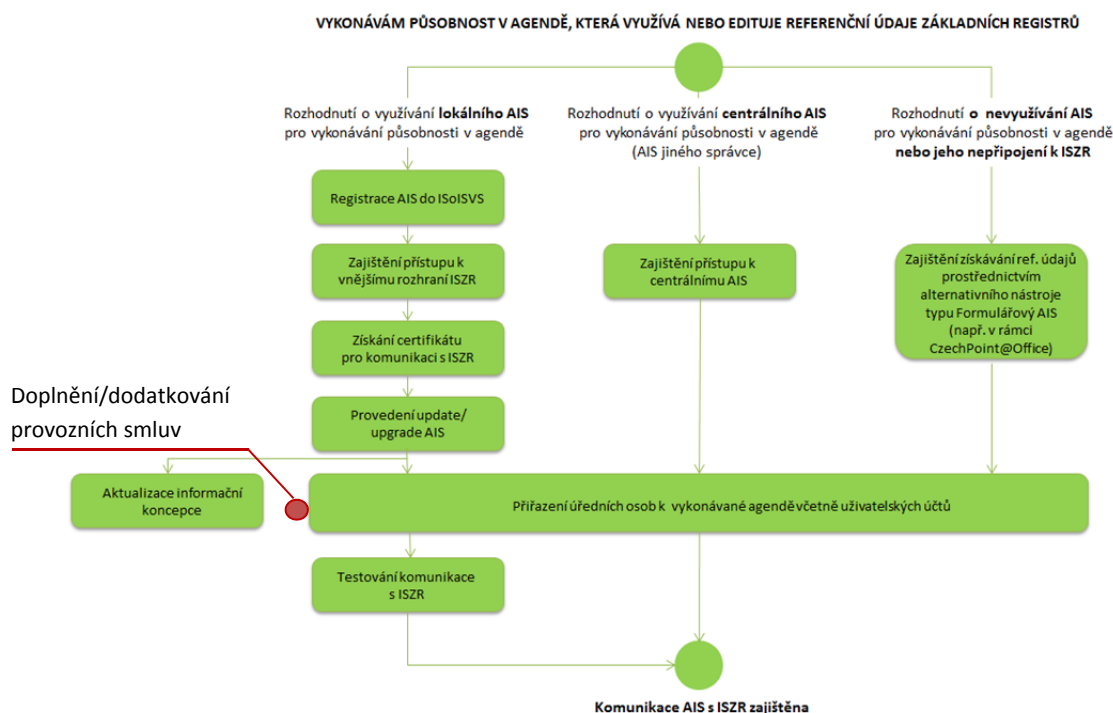 VYKONÁVÁM PŮSOBNOST V AGENDĚ, KTERÁ VYUŽÍVÁ NEBO EDITUJE REFERENČNÍ ÚDAJE ZÁKLADNÍCH REGISTRŮ
Rozhodnutí o využívání lokálního AIS
pro vykonávání působnosti v agendě
Rozhodnutí o využívání centrálního AIS
pro vykonávání působnosti v agendě
(AIS jiného správce)
Rozhodnutí o nevyužívání AIS
pro vykonávání působnosti v agendě
nebo jeho nepřipojení k ISZR
Registrace AIS do ISoISVS
Zajištění přístupu k
vnějšímu rozhraní ISZR
Zajištění přístupu k
centrálnímu AIS
Zajištění získávání ref. údajů
prostřednictvím
alternativního nástroje
typu Formulářový AIS
(např. v rámci
CzechPoint@Office)
Získání certifikátu
pro komunikaci s ISZR
Doplnění/dodatkování
provozních smluv
Provedení update/
upgrade AIS
Aktualizace informační
koncepce
Přiřazení úředních osob k vykonávané agendě včetně uživatelských účtů
Testování komunikace
s ISZR
Komunikace AIS s ISZR zajištěna